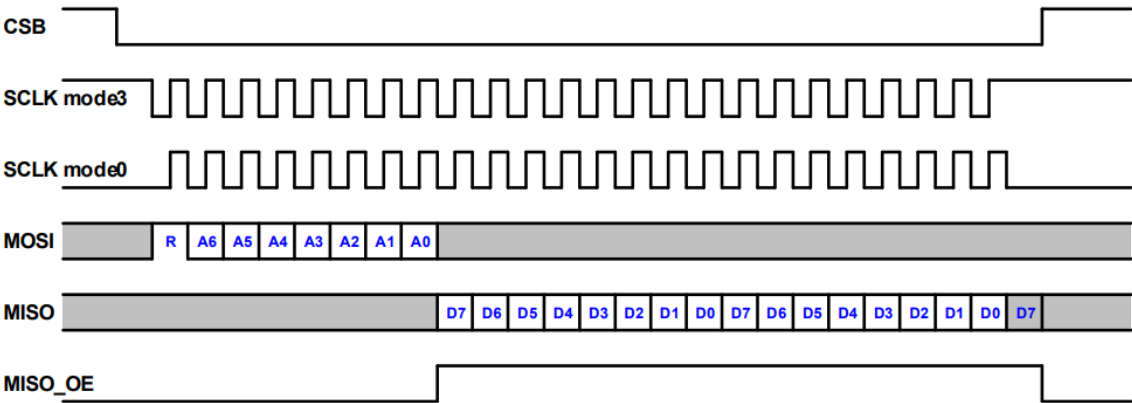 CSB
SCLK mode3
SCLK mode0
MOSI R A6 A5 A4 A3 A2 A1 A0
MISO D7 D6 D5 D4 D3 D2 D1 D0 D7 D6 D5 D4 D3 D2 D1 D0 D7
MISO_OE